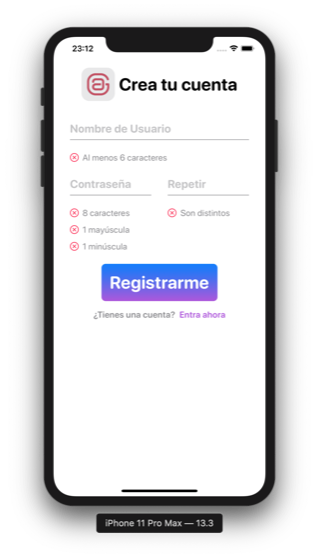 23:12
Crea tu cuenta
Nombre de Usuario
Al menos 6 caracteres
Contraseña Repetir
8 caracteres Son distintos
1 mayúscula
1 minúscula
Registrarme
¿Tienes una cuenta? Entra ahora
iPhone 11 Pro Max — 13.3